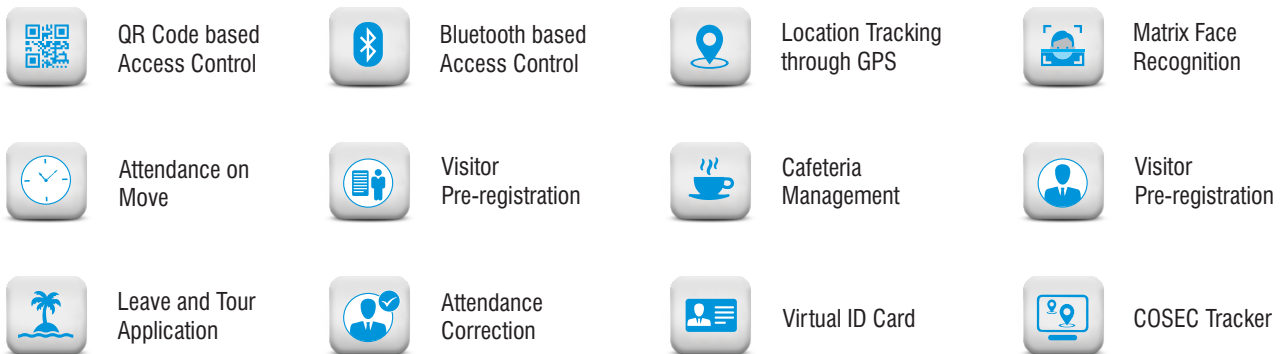 QR Code based
Access Control
Bluetooth based
Access Control
Location Tracking
through GPS
Matrix Face
Recognition
Attendance on
Move
Visitor
Pre-registration
Cafeteria
Management
Visitor
Pre-registration
Leave and Tour
Application
Attendance
Correction
Virtual ID Card
COSEC Tracker